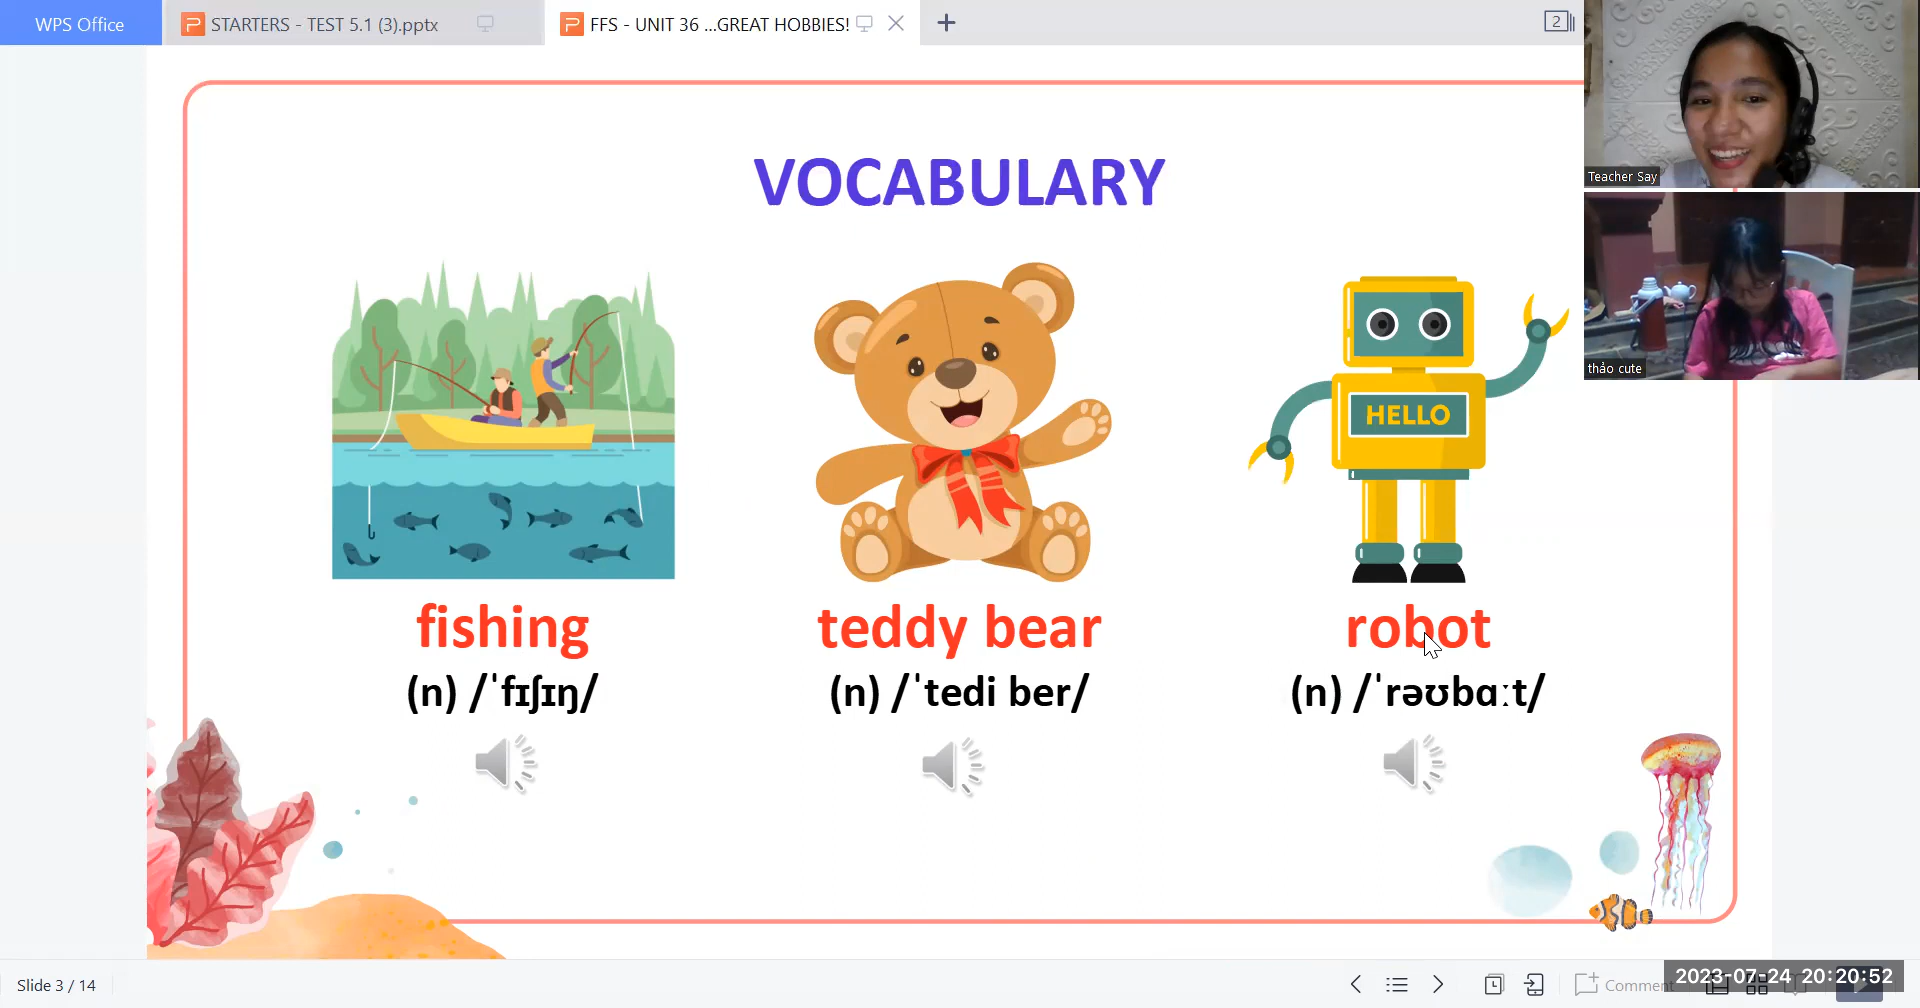 WPS Office
STARTERS - TEST 5.1 (3).pptx
FFS - UNIT 36 ...GREAT HOBBIES!
2
Teacher Say
thảo cute
VOCABULARY
HELLO
fishing
teddy bear
robot
(n) /ˈfɪʃɪŋ/
(n) /ˈtedi ber/
(n) /ˈrəʊbɑːt/
Slide 3 / 14
Comment
2023-07-24 20:20:52